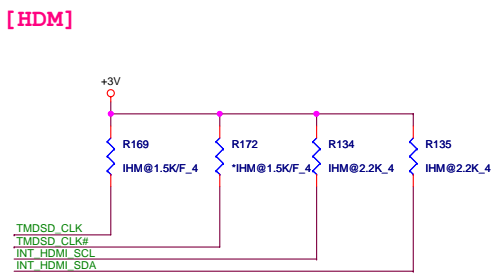 [HDM]
+3V
R169 R172 R134 R135
IHM@1.5K/F_4 *IHM@1.5K/F_4 IHM@2.2K_4 IHM@2.2K_4
TMDSD_CLK
TMDSD_CLK#
INT_HDMI_SCL
INT_HDMI_SDA